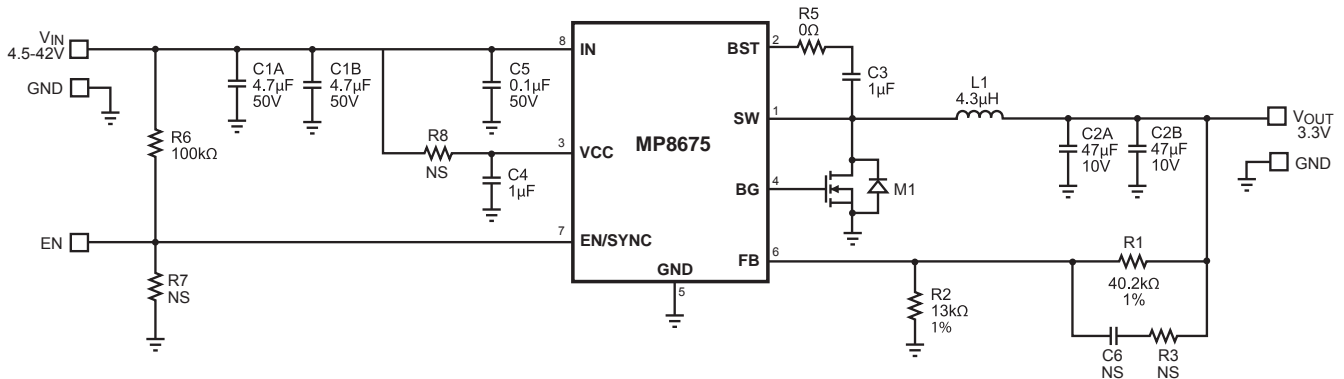 VIN
4.5-42V
GND
R6
100kΩ
C1A
4.7µF
50V
C1B
4.7µF
50V
C5
0.1µF
50V
R8
NS
C4
1µF
EN
R7
NS
8
IN
3
VCC
7
EN/SYNC
MP8675
GND
5
BST
2
SW
1
BG
4
FB
6
R5
0Ω
C3
1µF
L1
4.3µH
M1
C2A
47µF
10V
C2B
47µF
10V
VOUT
3.3V
GND
R2
13kΩ
1%
R1
40.2kΩ
1%
C6
NS
R3
NS